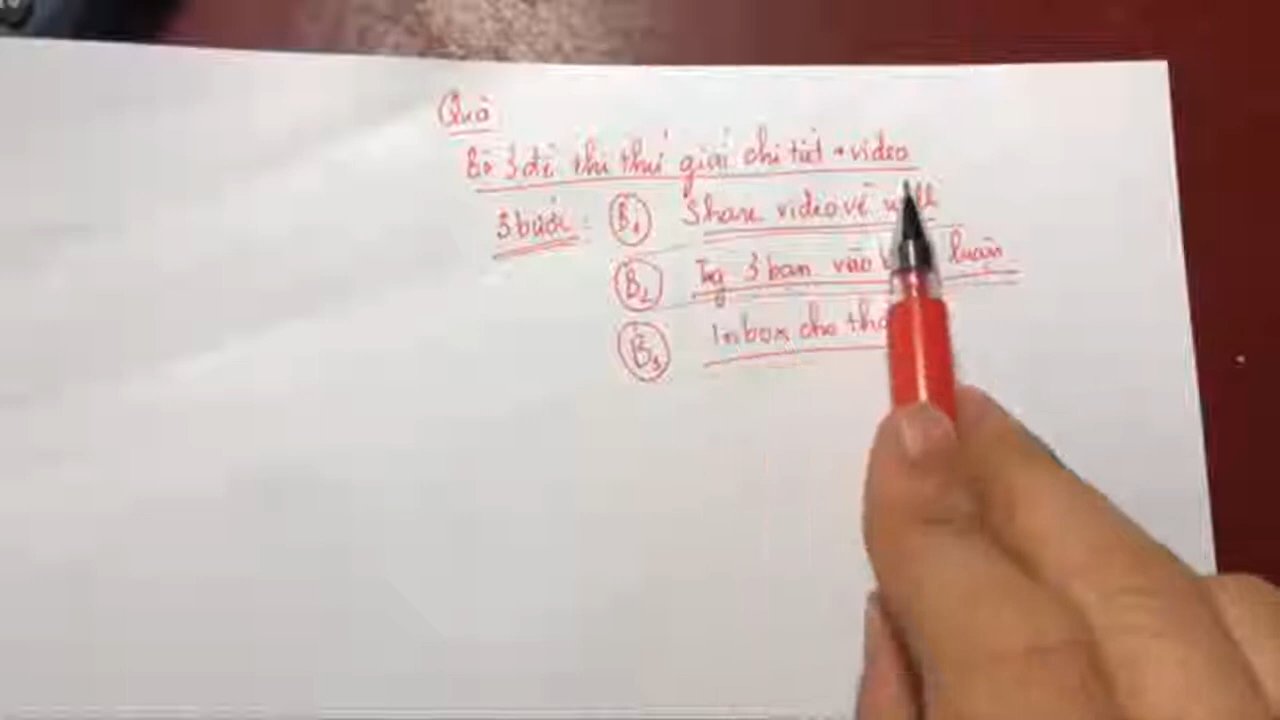 Quà
Bộ 3 đề thi thử giải chi tiết + video
3 bước: B1 Share video về
B2 Tag 3 bạn vào luận
B3 Inbox cho